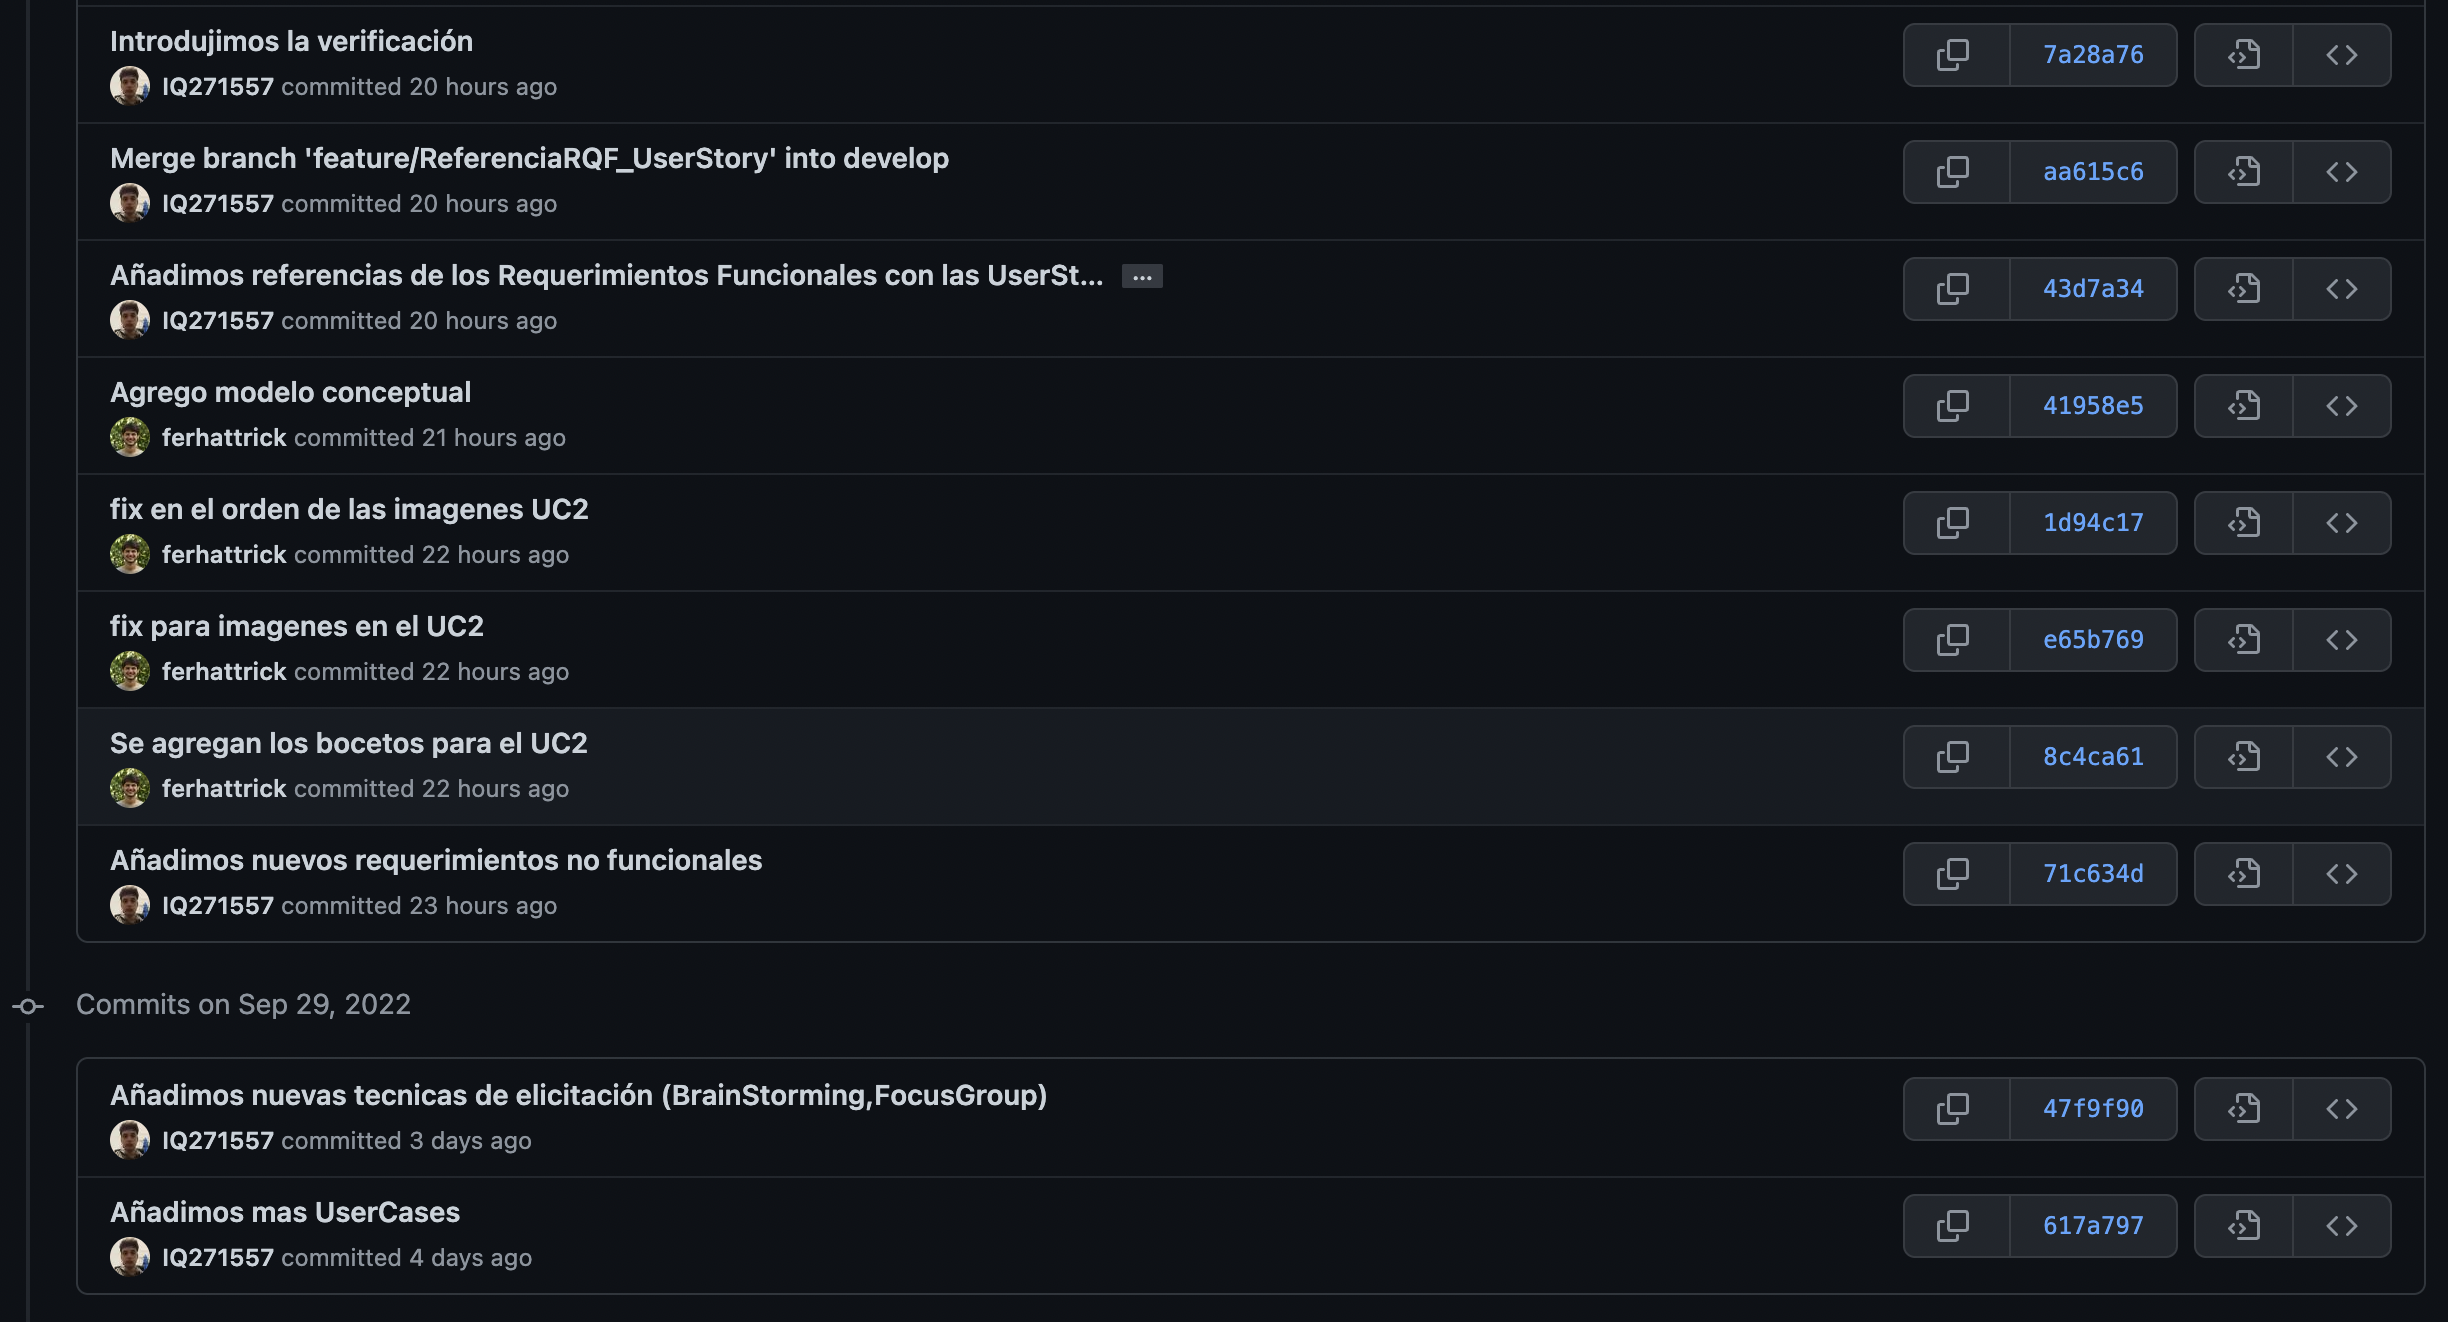 Introdujimos la verificación
IQ271557 committed 20 hours ago
7a28a76
Merge branch 'feature/ReferenciaRQF_UserStory' into develop
IQ271557 committed 20 hours ago
aa615c6
Añadimos referencias de los Requerimientos Funcionales con las UserSt... ...
IQ271557 committed 20 hours ago
43d7a34
Agrego modelo conceptual
ferhattrick committed 21 hours ago
41958e5
fix en el orden de las imagenes UC2
ferhattrick committed 22 hours ago
1d94c17
fix para imagenes en el UC2
ferhattrick committed 22 hours ago
e65b769
Se agregan los bocetos para el UC2
ferhattrick committed 22 hours ago
8c4ca61
Añadimos nuevos requerimientos no funcionales
IQ271557 committed 23 hours ago
71c634d
Commits on Sep 29, 2022
Añadimos nuevas tecnicas de elicitación (BrainStorming,FocusGroup)
IQ271557 committed 3 days ago
47f9f90
Añadimos mas UserCases
IQ271557 committed 4 days ago
617a797